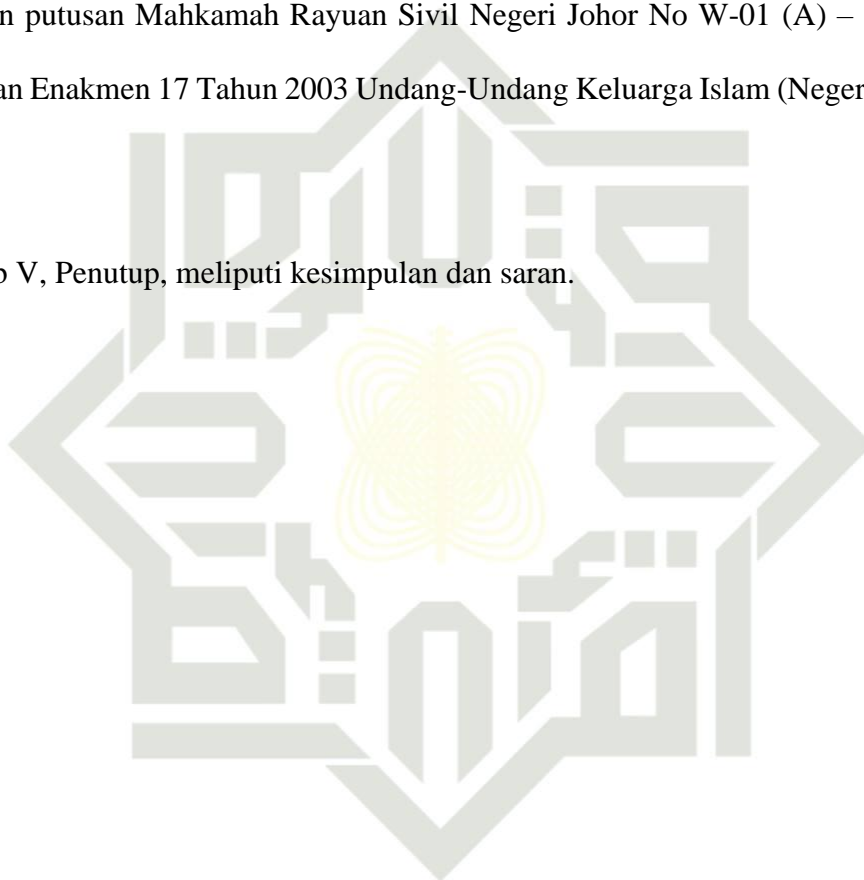 n putusan Mahkamah Rayuan Sivil Negeri Johor No W-01 (A) –
an Enakmen 17 Tahun 2003 Undang-Undang Keluarga Islam (Neger
o V, Penutup, meliputi kesimpulan dan saran.